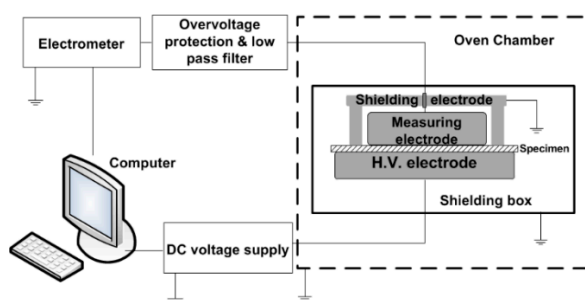 Electrometer
Overvoltage
protection & low
pass filter
Oven Chamber
Shielding electrode
Measuring
electrode
Specimen
H.V. electrode
Shielding box
Computer
DC voltage supply